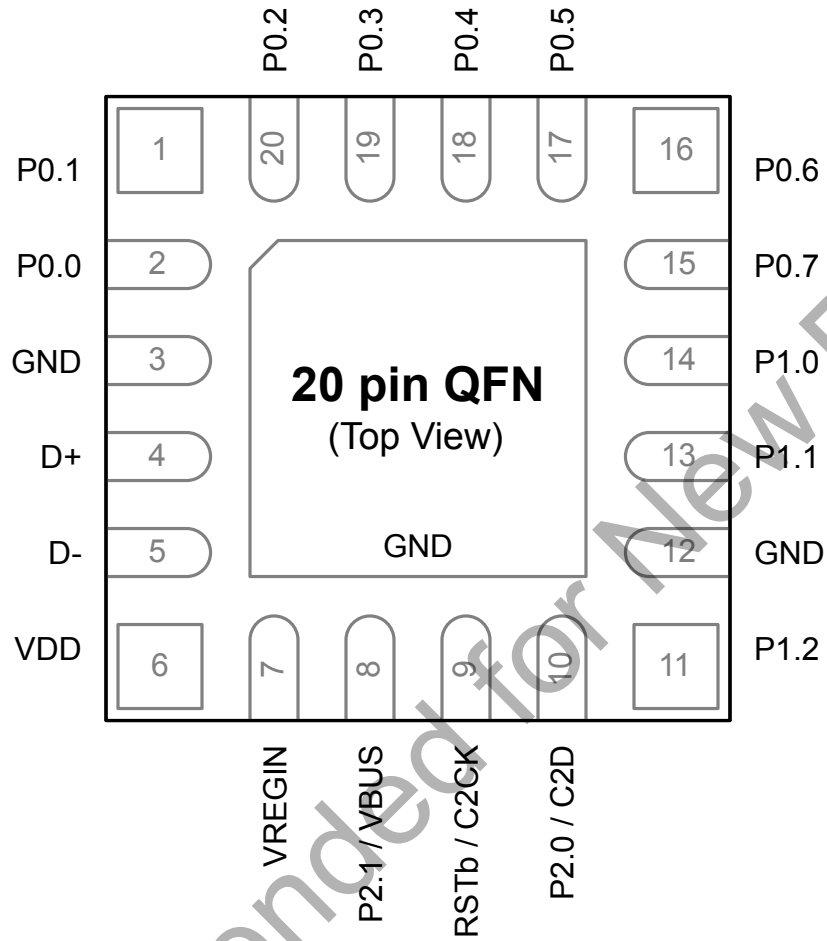 P0.2
P0.3
P0.4
P0.5
1
20
19
18
17
16
P0.1
P0.6
P0.0
2
15
P0.7
GND
3
14
P1.0
20 pin QFN
(Top View)
D+
4
13
P1.1
D-
5
GND
12
GND
VDD
6
7
8
9
10
11
P1.2
VREGIN
P2.1 / VBUS
RSTb / C2CK
P2.0 / C2D
for New